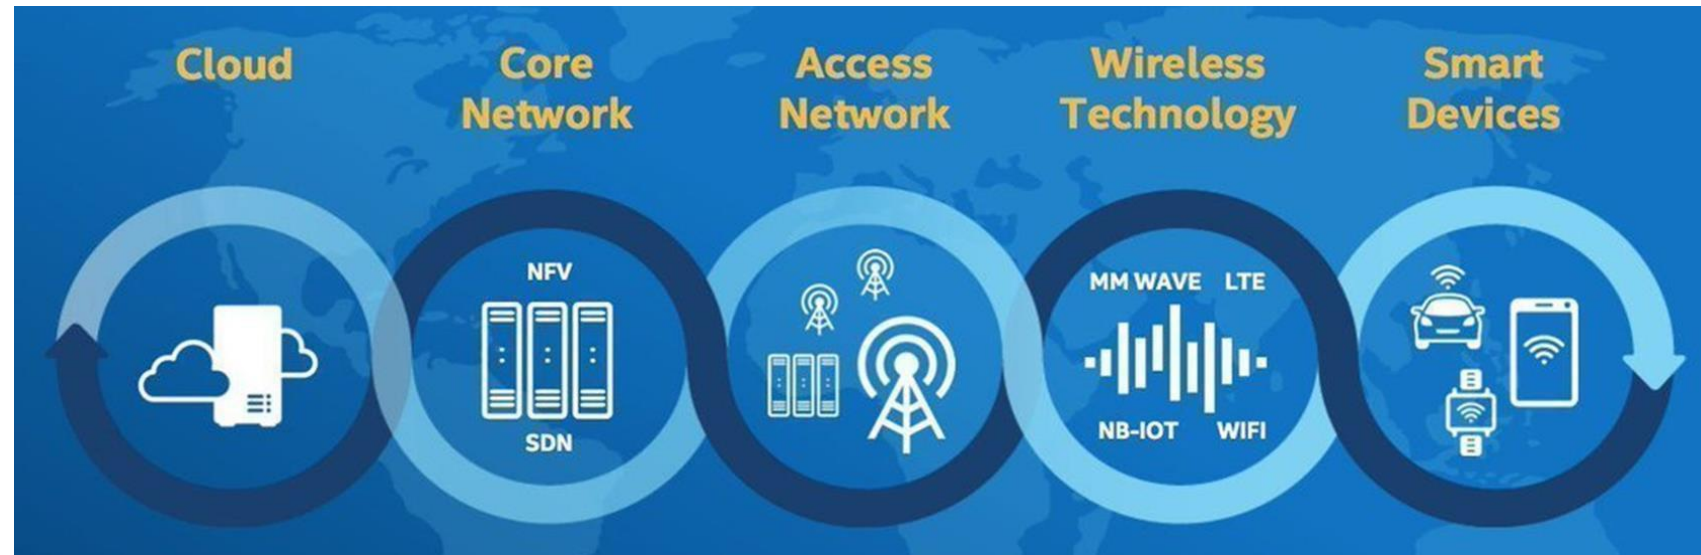 Cloud
Core
Network
Access
Network
Wireless
Technology
Smart
Devices
NFV
SDN
MM WAVE LTE
NB-IOT WIFI